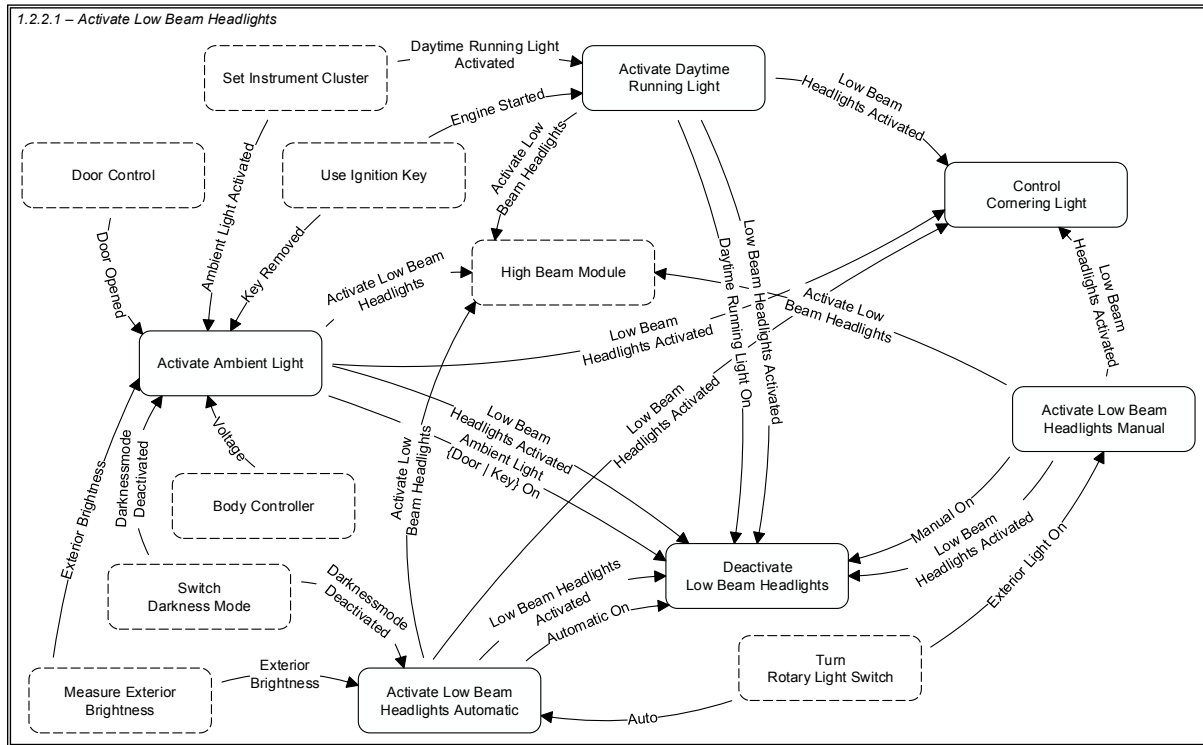 1.2.2.1 – Activate Low Beam Headlights
Set Instrument Cluster
Daytime Running Light
Activated
Activate Daytime
Running Light
Low Beam
Headlights Activated
Engine Started
Door Control
Ambient Light Activated
Use Ignition Key
Activate Low
Beam Headlights
Control
Cornering Light
Door Opened
Key Removed
Activate Low Beam
Headlights
High Beam Module
Daytime Running Light On
Low Beam Headlights Activated
Activate Low
Beam Headlights
Low Beam
Headlights Activated
Low Beam
Headlights Activated
Activate Ambient Light
Low Beam
Headlights Activated
Activate Low Beam
Headlights Manual
Exterior Brightness
Darknessmode
Deactivated
Voltage
Body Controller
Activate Low
Beam Headlights
Low Beam
Headlights Activated
Ambient Light
{Door | Key} On
Manual On
Low Beam
Headlights Activated
Exterior Light On
Switch
Darkness Mode
Darknessmode
Deactivated
Low Beam Headlights
Activated
Automatic On
Deactivate
Low Beam Headlights
Measure Exterior
Brightness
Exterior
Brightness
Activate Low Beam
Headlights Automatic
Auto
Turn
Rotary Light Switch